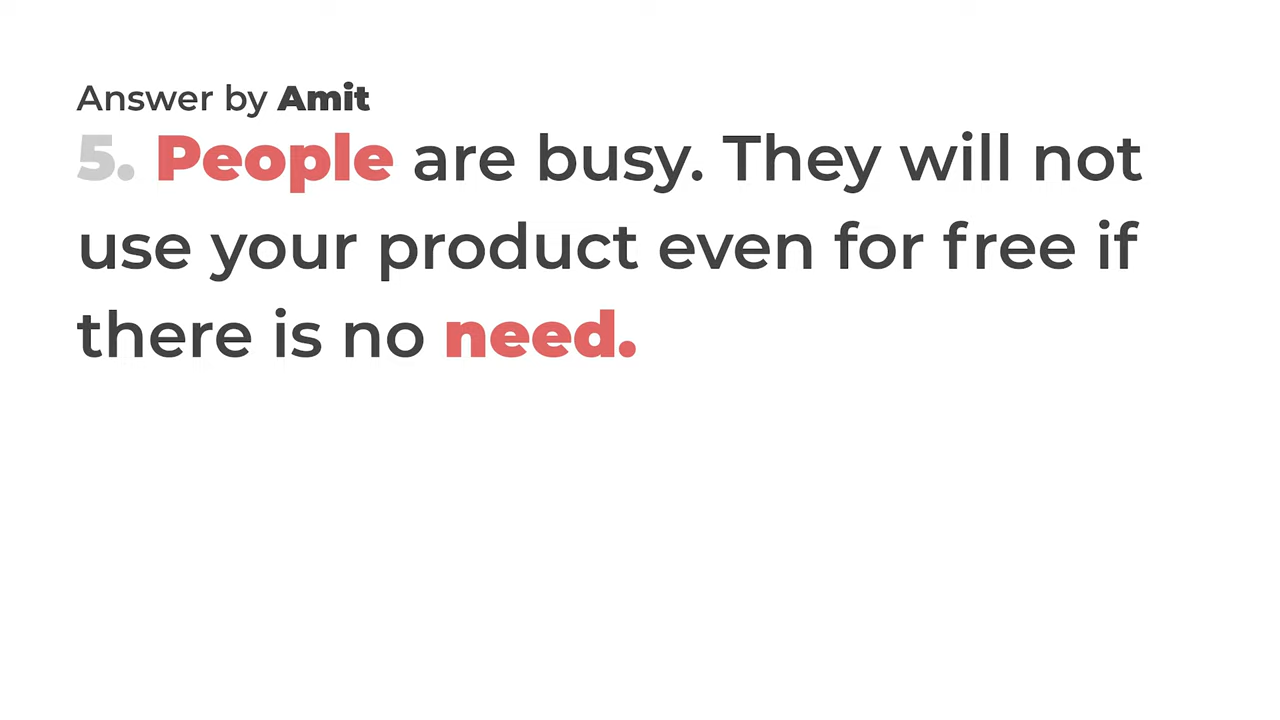 Answer by Amit
5. People are busy. They will not
use your product even for free if
there is no need.